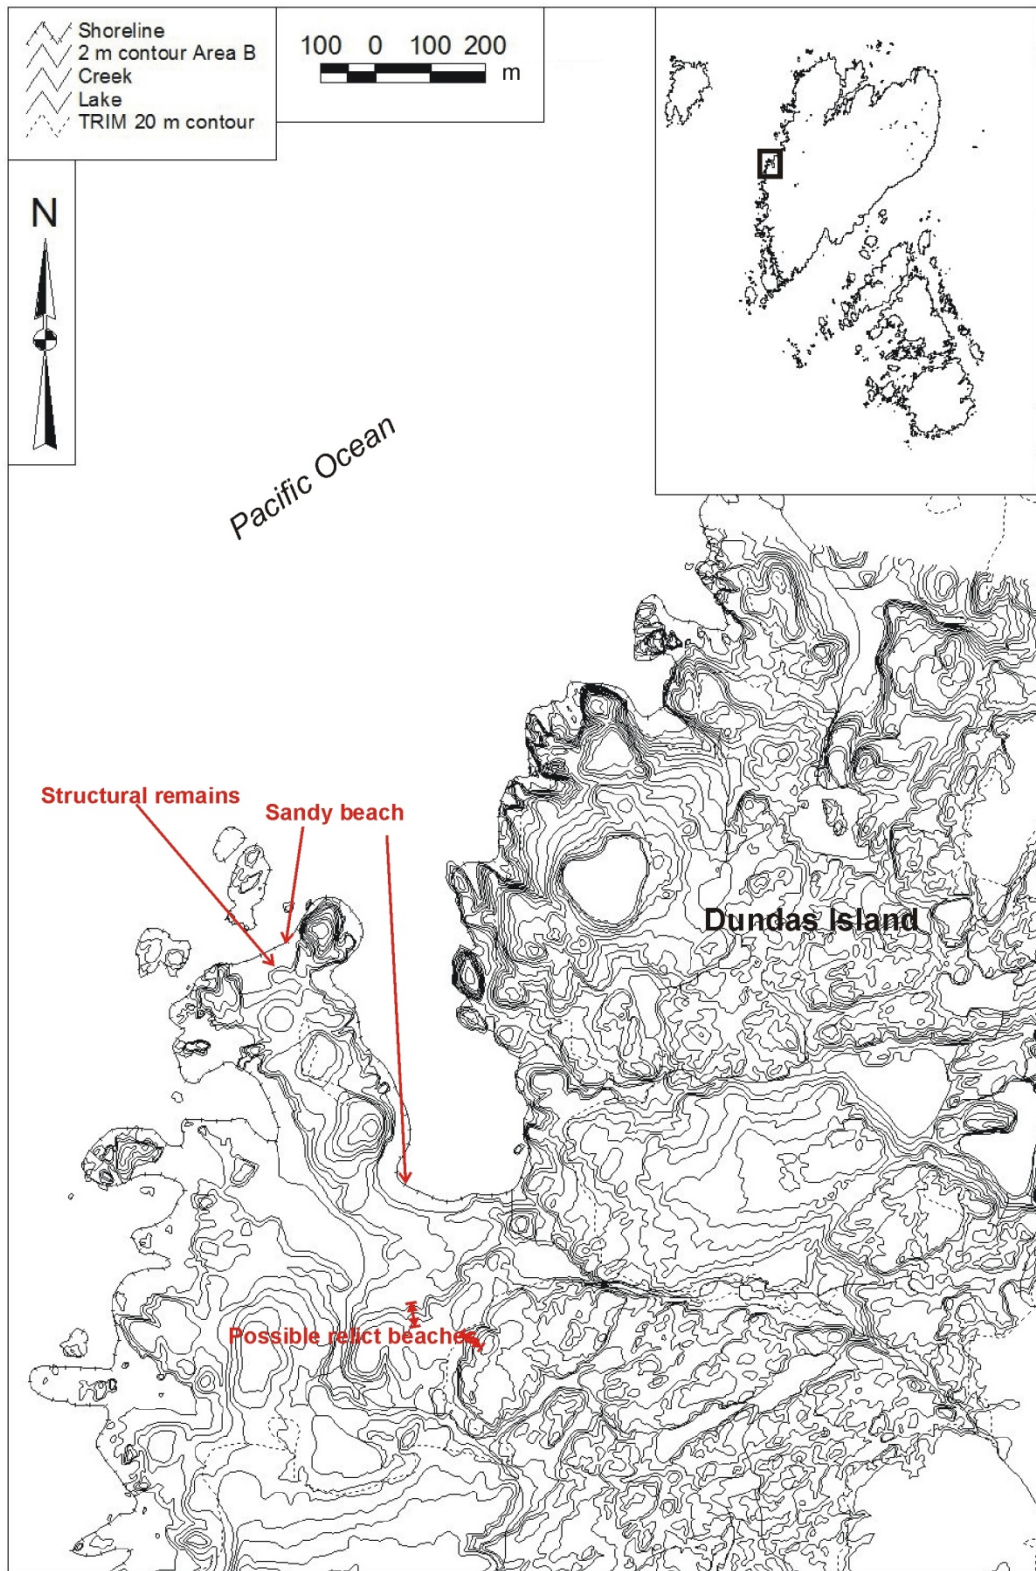 Shoreline
2 m contour Area B
Creek
Lake
TRIM 20 m contour
100 0 100 200
m
N
Pacific Ocean
Structural remains
Sandy beach
Dundas Island
Possible relict beaches